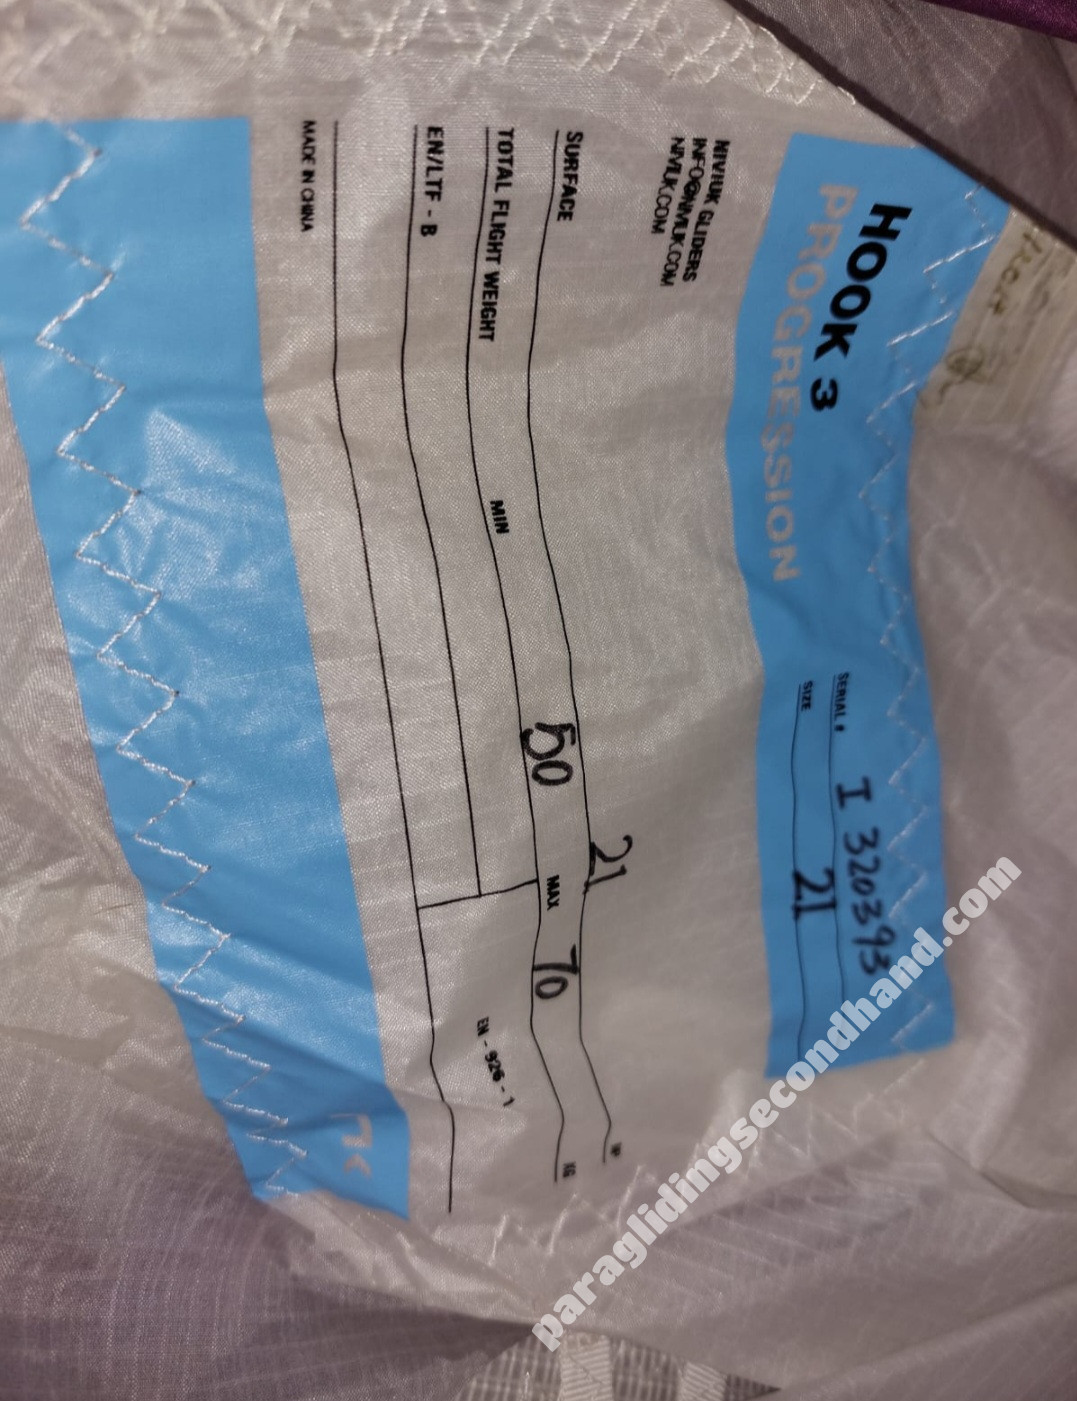 HOOK 3
PROGRESSION
SERIAL # I 320393
SIZE 21
NIVIUK GLIDERS
INFO@NIVIUK.COM
NIVIUK.COM
SURFACE 21
TOTAL FLIGHT WEIGHT MIN 50 MAX 70 KG
EN/LTF - B EN - 926 - 1
MADE IN CHINA
paraglidingsecondhand.com